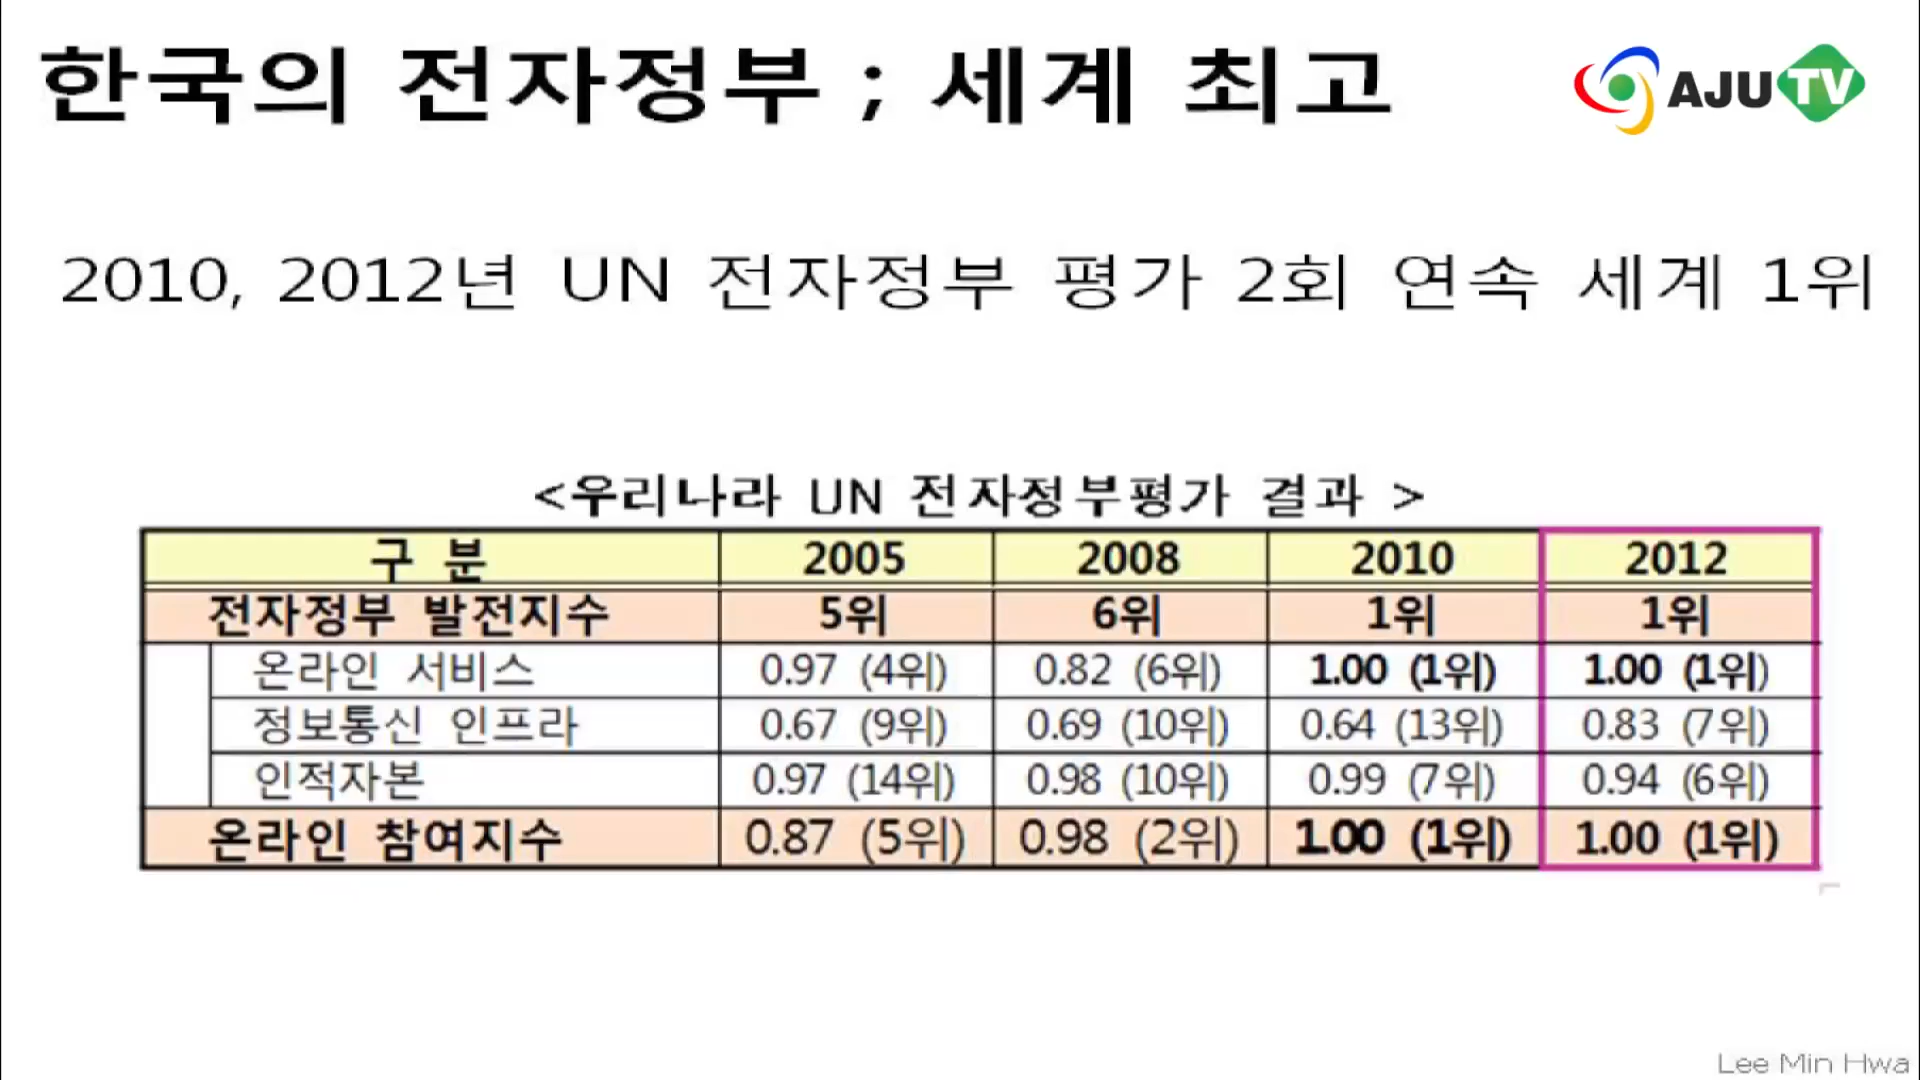 한국의 전자정부 ; 세계 최고
AJU TV
2010, 2012년 UN 전자정부 평가 2회 연속 세계 1위
<우리나라 UN 전자정부평가 결과 >
구 분 2005 2008 2010 2012
전자정부 발전지수 5위 6위 1위 1위
온라인 서비스 0.97 (4위) 0.82 (6위) 1.00 (1위) 1.00 (1위)
정보통신 인프라 0.67 (9위) 0.69 (10위) 0.64 (13위) 0.83 (7위)
인적자본 0.97 (14위) 0.98 (10위) 0.99 (7위) 0.94 (6위)
온라인 참여지수 0.87 (5위) 0.98 (2위) 1.00 (1위) 1.00 (1위)
Lee Min Hwa